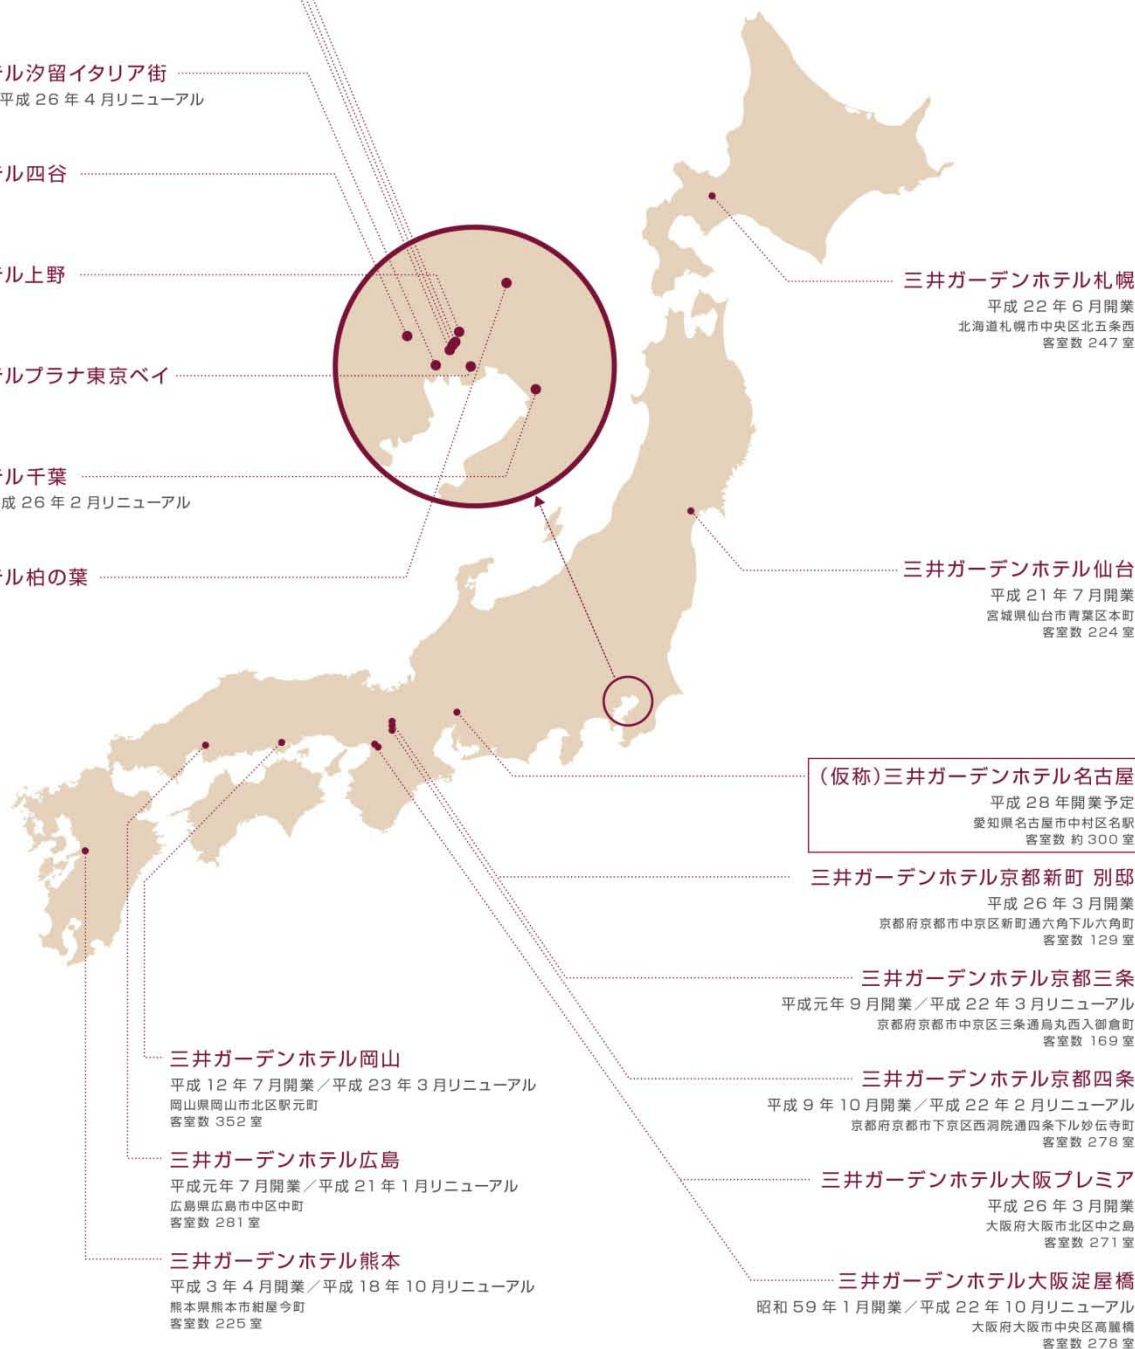 テル汐留イタリア街
平成 26 年 4 月リニューアル
テル四谷
テル上野
テルプラナ東京ベイ
テル千葉
成 26 年 2 月リニューアル
テル柏の葉
三井ガーデンホテル札幌
平成 22 年 6 月開業
北海道札幌市中央区北五条西
客室数 247 室
三井ガーデンホテル仙台
平成 21 年 7 月開業
宮城県仙台市青葉区本町
客室数 224 室
(仮称)三井ガーデンホテル名古屋
平成 28 年開業予定
愛知県名古屋市中村区名駅
客室数 約 300 室
三井ガーデンホテル京都新町 別邸
平成 26 年 3 月開業
京都府京都市中京区新町通六角下ル六角町
客室数 129 室
三井ガーデンホテル京都三条
平成元年 9 月開業／平成 22 年 3 月リニューアル
京都府京都市中京区三条通烏丸西入御倉町
客室数 169 室
三井ガーデンホテル京都四条
平成 9 年 10 月開業／平成 22 年 2 月リニューアル
京都府京都市下京区西洞院通四条下ル妙伝寺町
客室数 278 室
三井ガーデンホテル大阪プレミア
平成 26 年 3 月開業
大阪府大阪市北区中之島
客室数 271 室
三井ガーデンホテル大阪淀屋橋
昭和 59 年 1 月開業／平成 22 年 10 月リニューアル
大阪府大阪市中央区高麗橋
客室数 278 室
三井ガーデンホテル岡山
平成 12 年 7 月開業／平成 23 年 3 月リニューアル
岡山県岡山市北区駅元町
客室数 352 室
三井ガーデンホテル広島
平成元年 7 月開業／平成 21 年 1 月リニューアル
広島県広島市中区中町
客室数 281 室
三井ガーデンホテル熊本
平成 3 年 4 月開業／平成 18 年 10 月リニューアル
熊本県熊本市紺屋今町
客室数 225 室